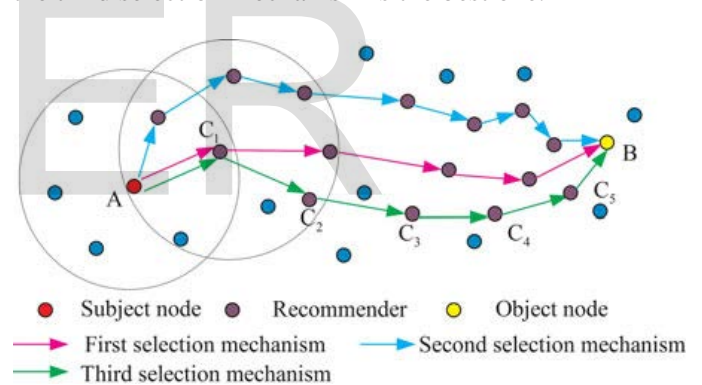 ER
C1
A
B
C2
C3
C4
C5
Subject node Recommender Object node
First selection mechanism Second selection mechanism
Third selection mechanism